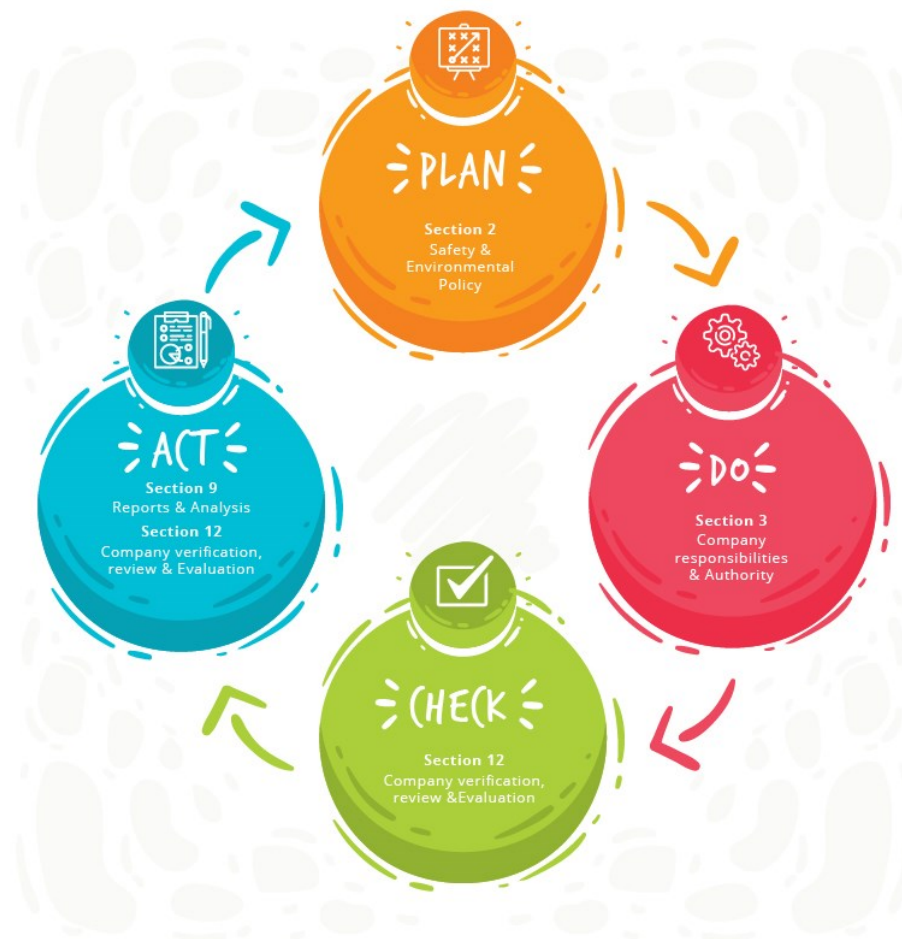 PLAN
Section 2
Safety &
Environmental
Policy
DO
Section 3
Company
responsibilities
& Authority
CHECK
Section 12
Company verification,
review &Evaluation
ACT
Section 9
Reports & Analysis
Section 12
Company verification,
review & Evaluation